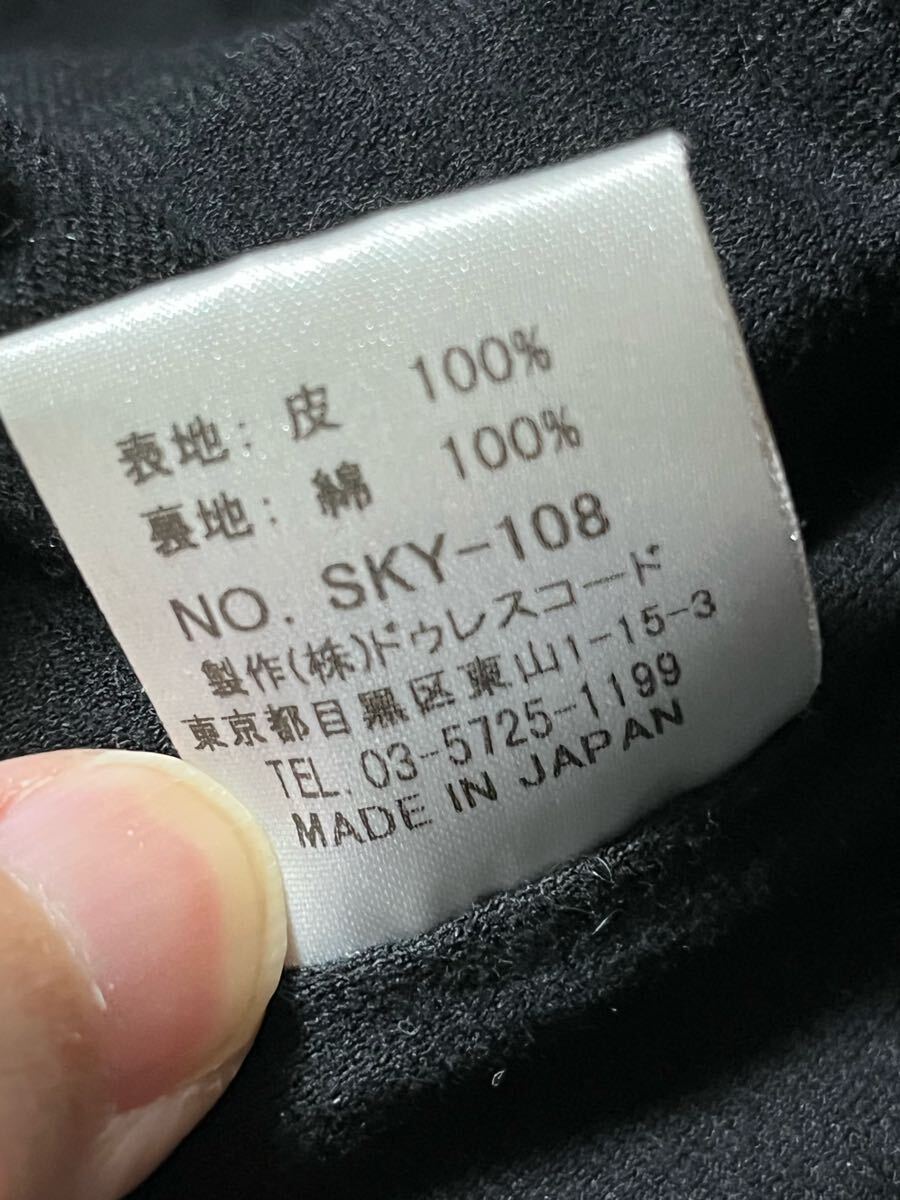 表地: 皮 100%
裏地: 綿 100%
NO. SKY-108
製作(株)ドゥレスコード
東京都目黒区東山1-15-3
TEL. 03-5725-1199
MADE IN JAPAN